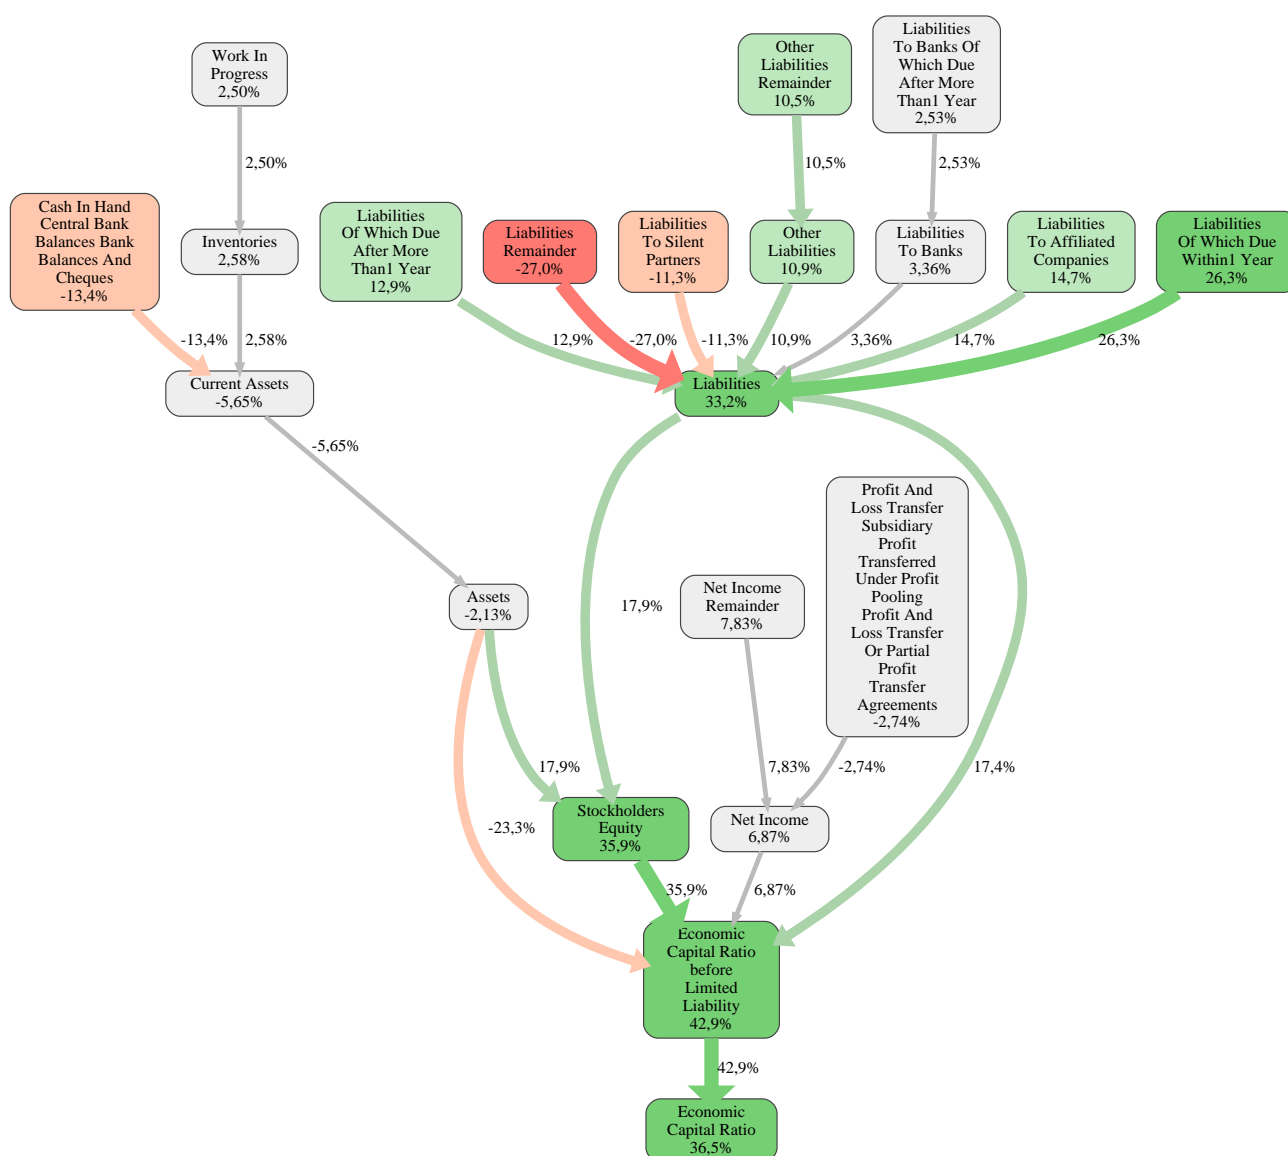 Work In
Progress
2,50%
Other
Liabilities
Remainder
10,5%
Liabilities
To Banks Of
Which Due
After More
Than1 Year
2,53%
2,50%
10,5%
2,53%
Cash In Hand
Central Bank
Balances Bank
Balances And
Cheques
-13,4%
Inventories
2,58%
Liabilities
Of Which Due
After More
Than1 Year
12,9%
Liabilities
Remainder
-27,0%
Liabilities
To Silent
Partners
-11,3%
Other
Liabilities
10,9%
Liabilities
To Banks
3,36%
Liabilities
To Affiliated
Companies
14,7%
Liabilities
Of Which Due
Within1 Year
26,3%
-13,4%
2,58%
12,9%
-27,0%
-11,3%
10,9%
3,36%
14,7%
26,3%
Current Assets
-5,65%
Liabilities
33,2%
-5,65%
Profit And
Loss Transfer
Subsidiary
Profit
Transferred
Under Profit
Pooling
Profit And
Loss Transfer
Or Partial
Profit
Transfer
Agreements
-2,74%
Assets
-2,13%
17,9%
Net Income
Remainder
7,83%
17,9%
7,83%
-2,74%
17,4%
-23,3%
Stockholders
Equity
35,9%
Net Income
6,87%
35,9%
6,87%
Economic
Capital Ratio
before
Limited
Liability
42,9%
42,9%
Economic
Capital Ratio
36,5%